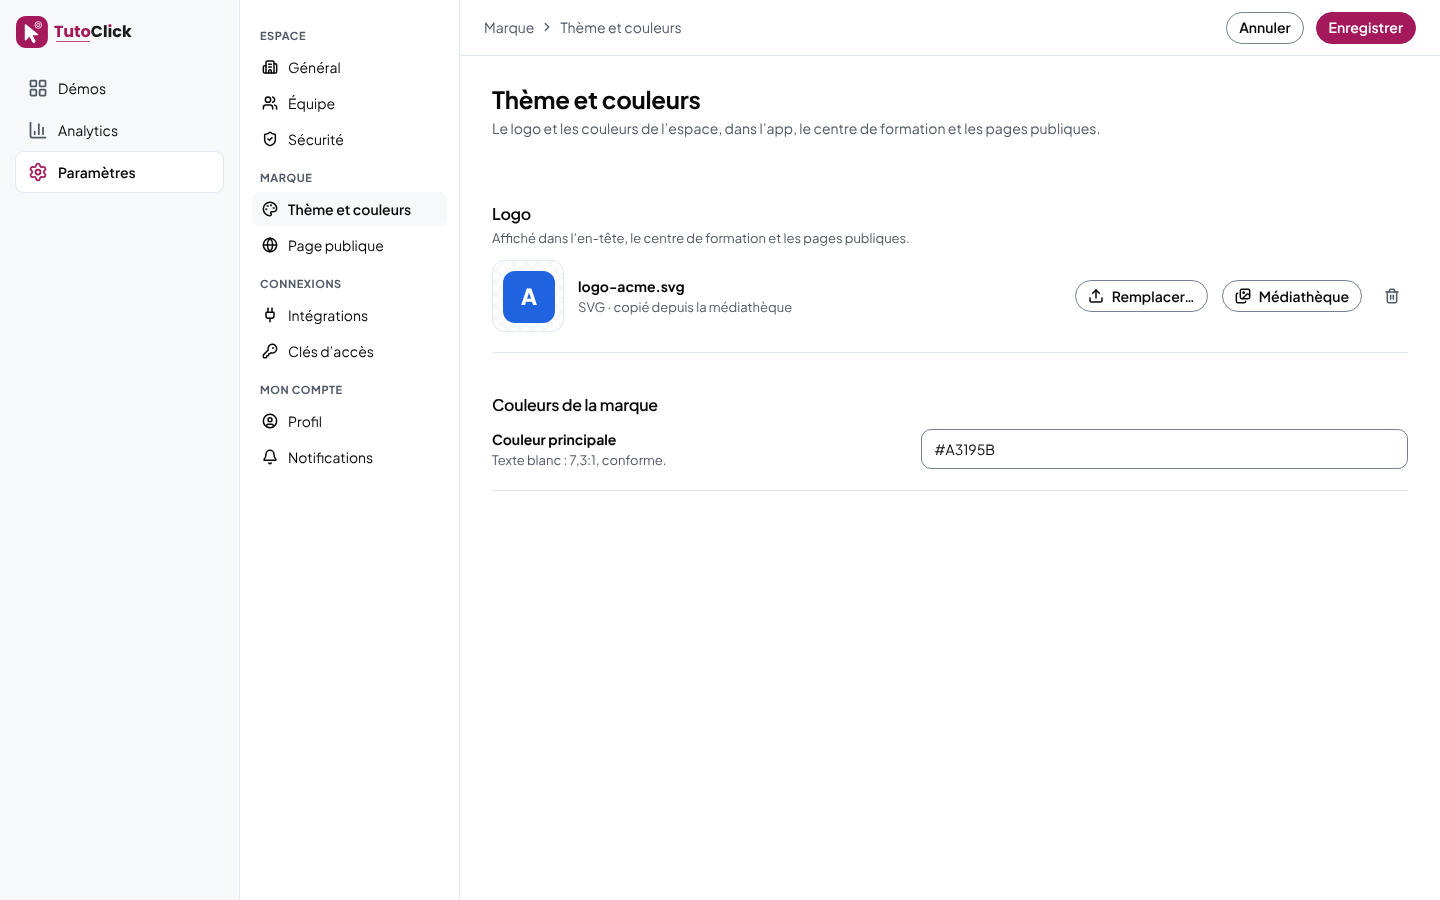 TutoClick
Démos
Analytics
Paramètres
ESPACE
Général
Équipe
Sécurité
MARQUE
Thème et couleurs
Page publique
CONNEXIONS
Intégrations
Clés d’accès
MON COMPTE
Profil
Notifications
Marque > Thème et couleurs
Annuler
Enregistrer
Thème et couleurs
Le logo et les couleurs de l’espace, dans l’app, le centre de formation et les pages publiques.
Logo
Affiché dans l’en-tête, le centre de formation et les pages publiques.
A
logo-acme.svg
SVG · copié depuis la médiathèque
Remplacer…
Médiathèque
Couleurs de la marque
Couleur principale
Texte blanc : 7,3:1, conforme.
#A3195B